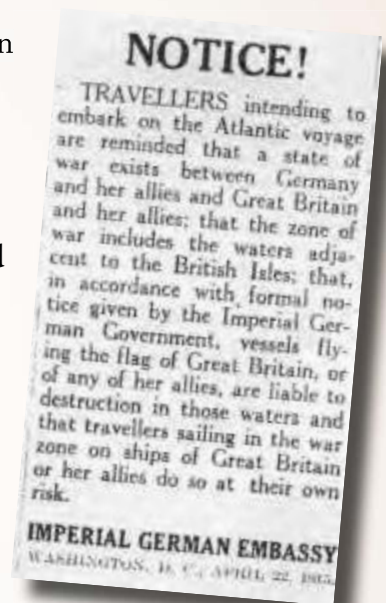 n
d
NOTICE!
TRAVELLERS intending to
embark on the Atlantic voyage
are reminded that a state of
war exists between Germany
and her allies and Great Britain
and her allies; that the zone of
war includes the waters adja-
cent to the British Isles; that,
in accordance with formal no-
tice given by the Imperial Ger-
man Government, vessels fly-
ing the flag of Great Britain, or
of any of her allies, are liable to
destruction in those waters and
that travellers sailing in the war
zone on ships of Great Britain
or her allies do so at their own
risk.
IMPERIAL GERMAN EMBASSY
WASHINGTON, D. C., APRIL 22, 1915.